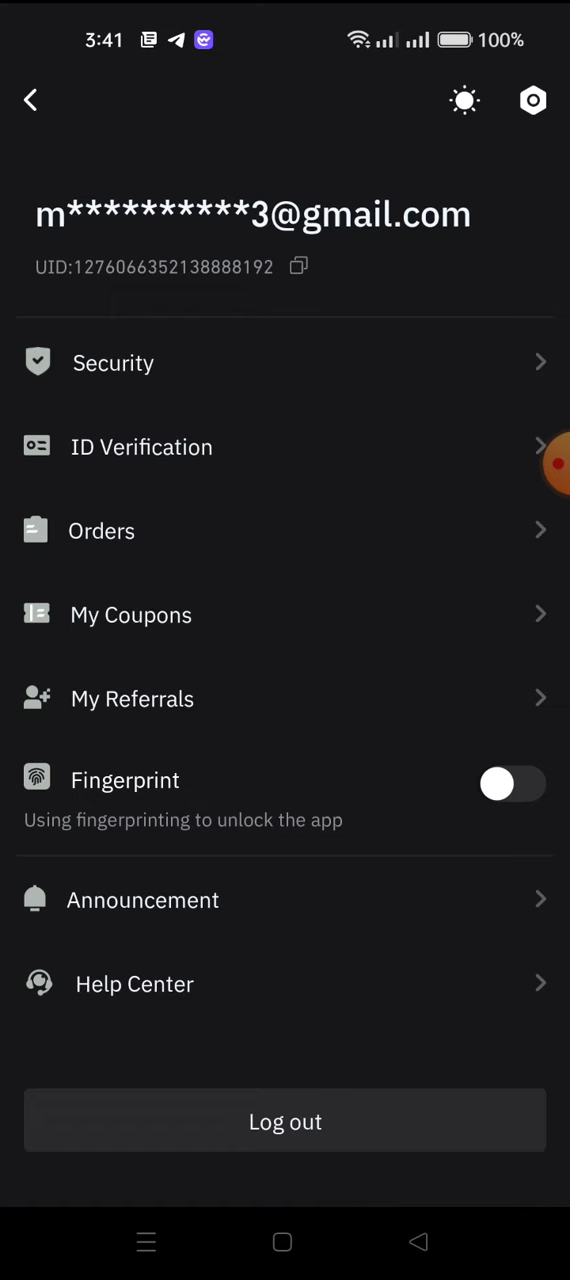 3:41 100%
m**********3@gmail.com
UID:1276066352138888192
Security
ID Verification
Orders
My Coupons
My Referrals
Fingerprint
Using fingerprinting to unlock the app
Announcement
Help Center
Log out